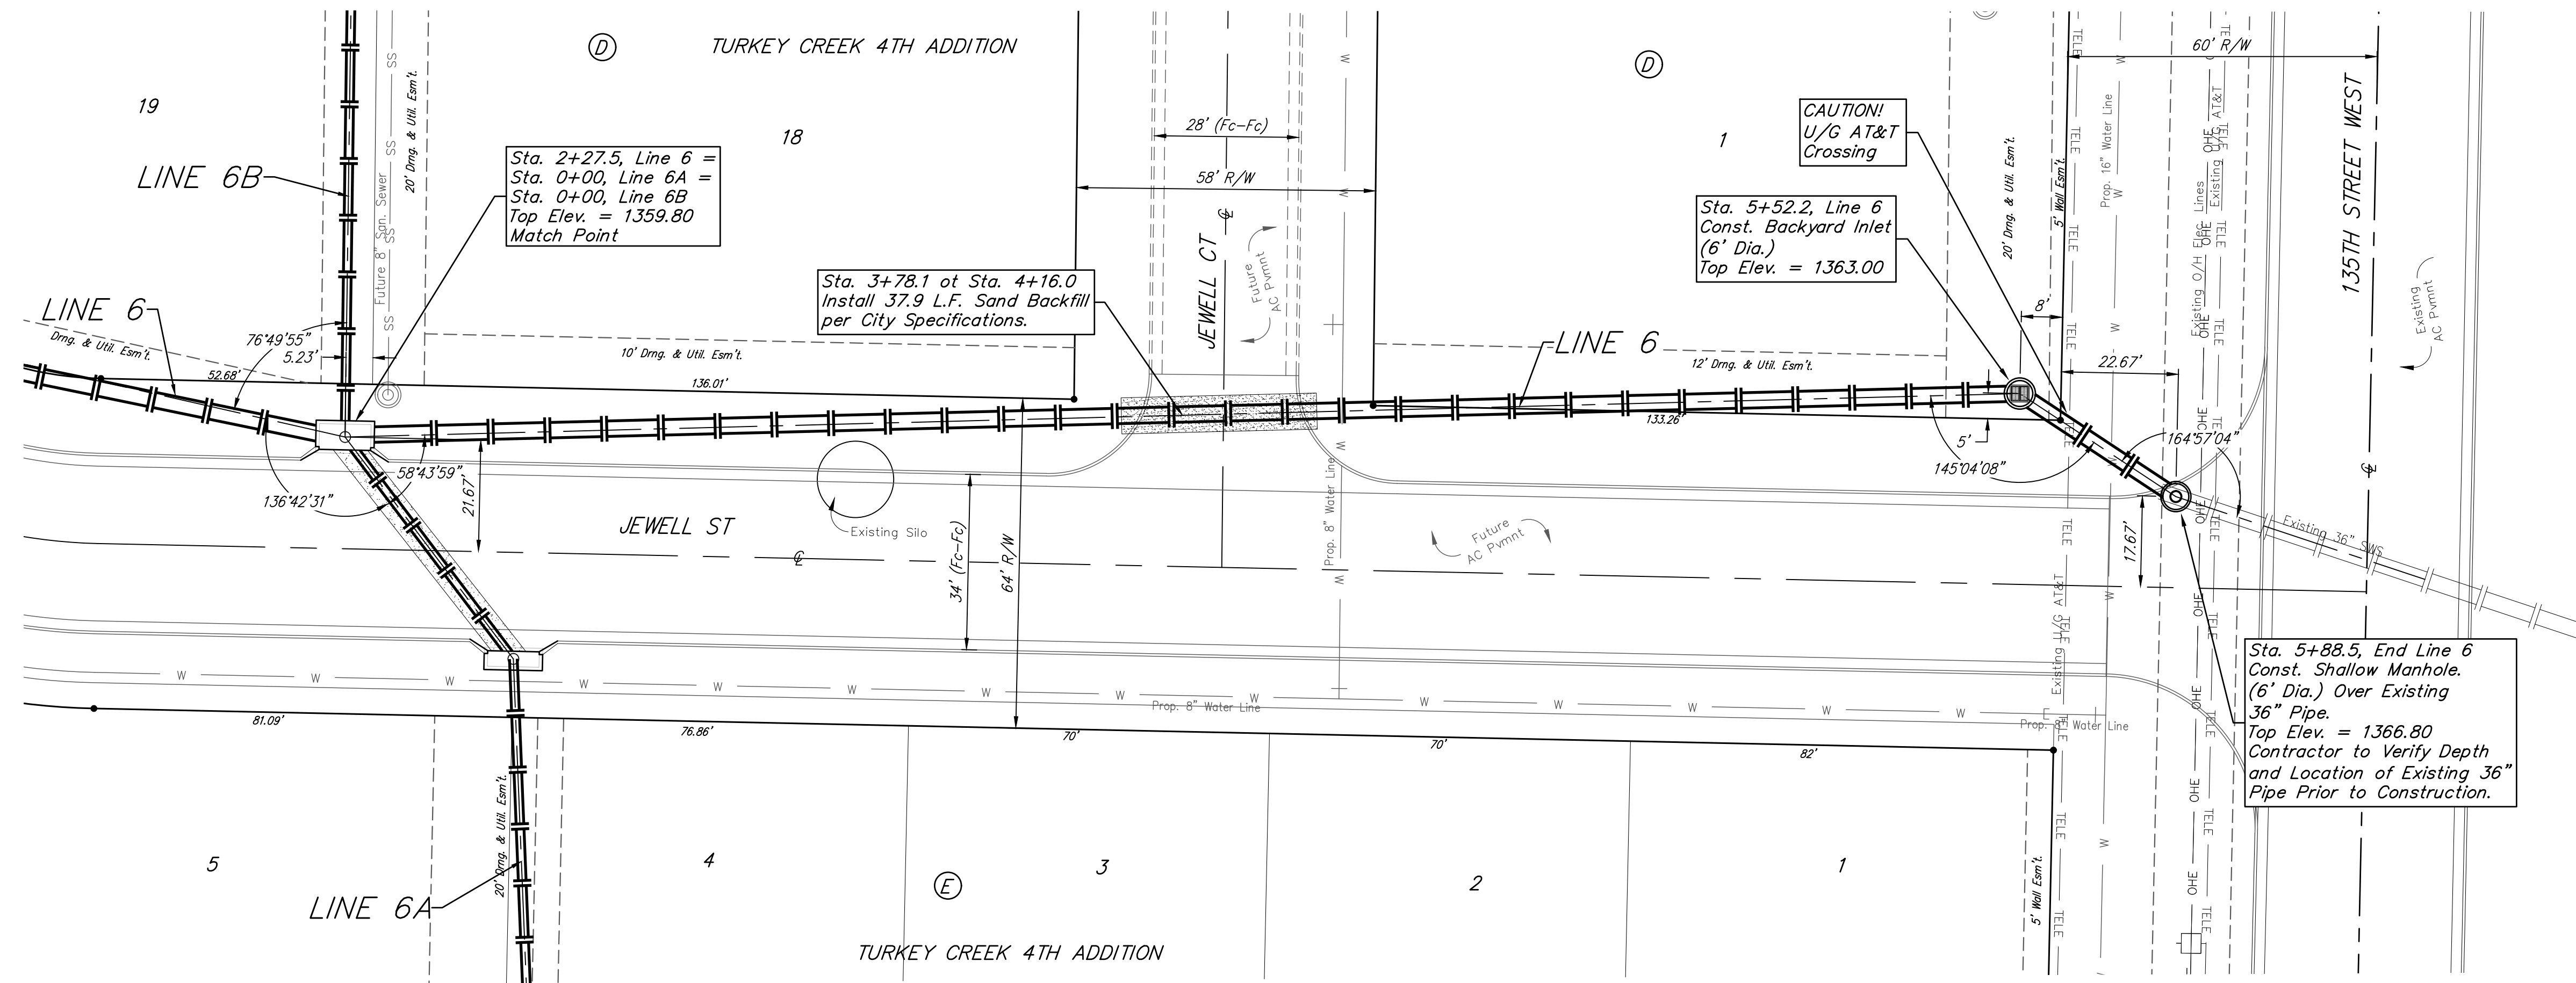 TURKEY CREEK 4TH ADDITION
D
D
19
18
1
LINE 6B
Future 8" San. Sewer
SS
SS
SS
SS
20' Drng. & Util. Esm't.
Sta. 2+27.5, Line 6 =
Sta. 0+00, Line 6A =
Sta. 0+00, Line 6B
Top Elev. = 1359.80
Match Point
28' (Fc-Fc)
58' R/W
JEWELL CT
Future
AC Pvmnt
W
W
W
W
Sta. 3+78.1 ot Sta. 4+16.0
Install 37.9 L.F. Sand Backfill
per City Specifications.
CAUTION!
U/G AT&T
Crossing
Sta. 5+52.2, Line 6
Const. Backyard Inlet
(6' Dia.)
Top Elev. = 1363.00
20' Drng. & Util. Esm't.
5' Wall Esm't.
60' R/W
Prop. 16" Water Line
Existing O/H Elec Lines
Existing U/G AT&T
135TH STREET WEST
Existing
AC Pvmnt
TELE
TELE
TELE
TELE
TELE
TELE
OHE
OHE
OHE
8'
22.67'
LINE 6
Drng. & Util. Esm't.
76°49'55"
5.23'
52.68'
10' Drng. & Util. Esm't.
136.01'
LINE 6
12' Drng. & Util. Esm't.
133.26'
5'
145°04'08"
164°57'04"
136°42'31"
58°43'59"
21.67'
JEWELL ST
Existing Silo
34' (Fc-Fc)
64' R/W
Prop. 8" Water Line
Future
AC Pvmnt
17.67'
Existing 36" SWS
Existing U/G AT&T
W
W
W
W
W
W
W
W
W
W
W
W
W
W
Prop. 8" Water Line
Prop. 8" Water Line
Sta. 5+88.5, End Line 6
Const. Shallow Manhole.
(6' Dia.) Over Existing
36" Pipe.
Top Elev. = 1366.80
Contractor to Verify Depth
and Location of Existing 36"
Pipe Prior to Construction.
81.09'
76.86'
70'
70'
82'
20' Drng. & Util. Esm't.
5' Wall Esm't.
5
4
3
2
1
E
LINE 6A
TURKEY CREEK 4TH ADDITION